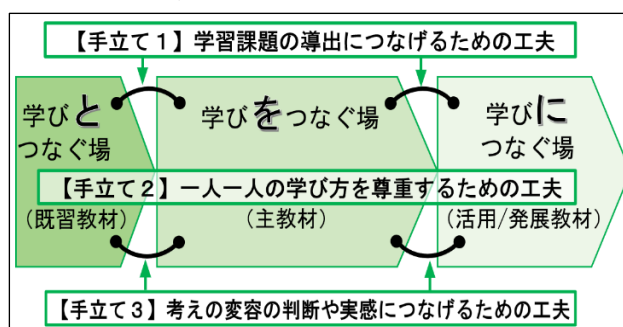 【手立て１】学習課題の導出につなげるための工夫
学びと
つなぐ場
学びをつなぐ場
学びに
つなぐ場
【手立て２】一人一人の学び方を尊重するための工夫
（既習教材）
（主教材）
（活用/発展教材）
【手立て３】考えの変容の判断や実感につなげるための工夫